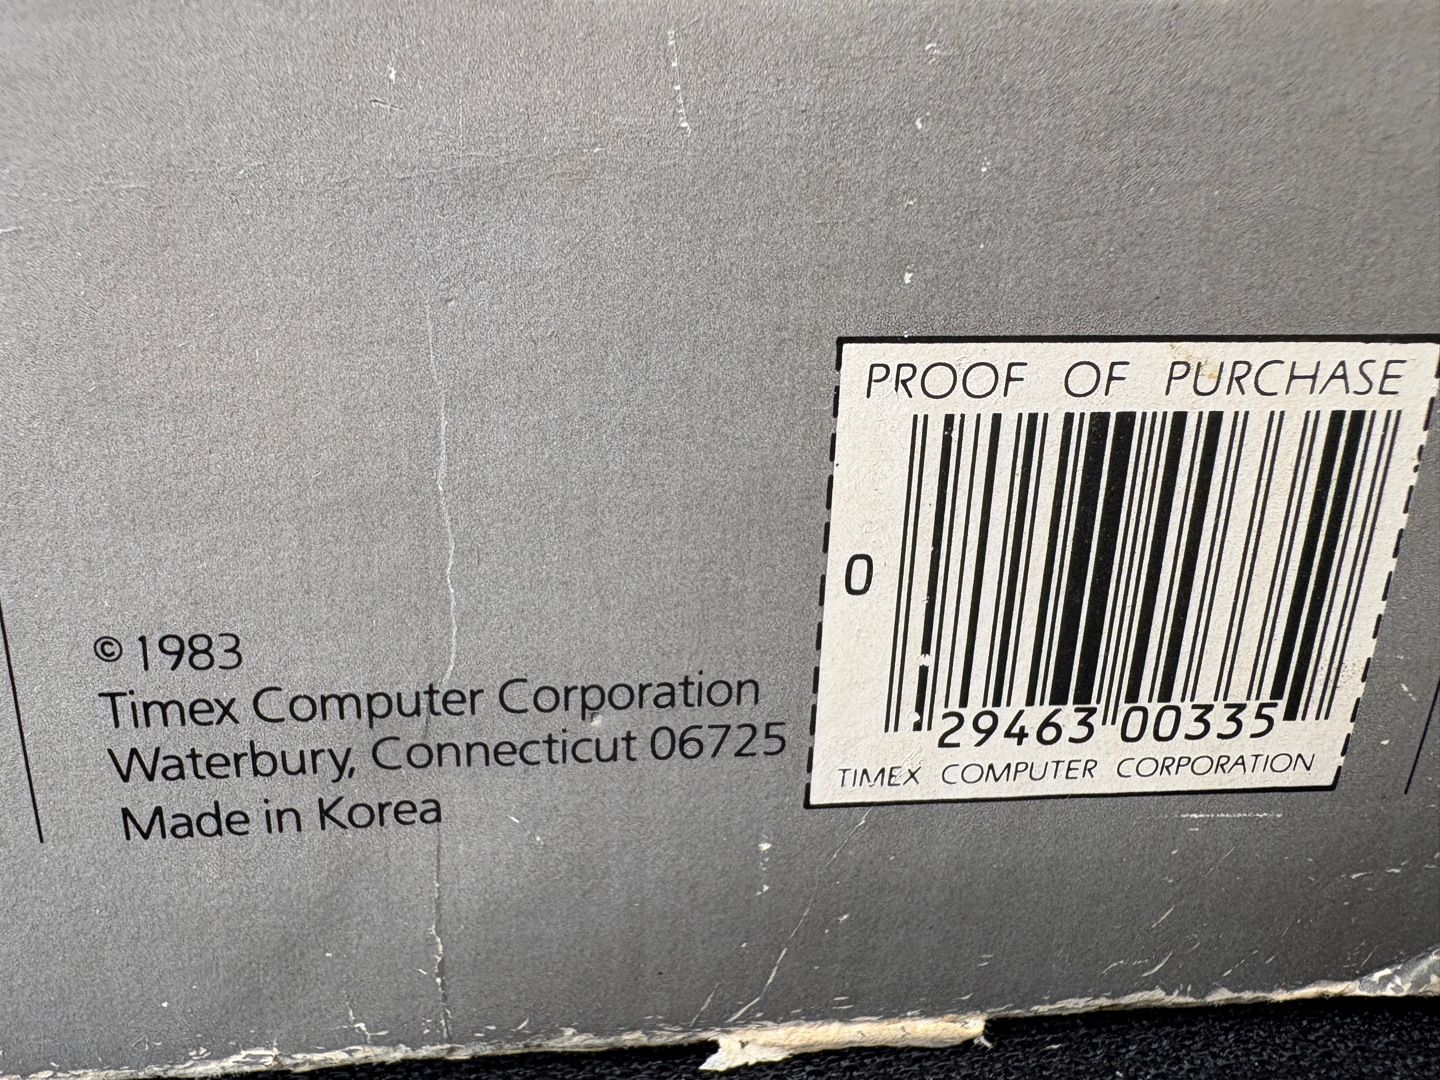 © 1983
Timex Computer Corporation
Waterbury, Connecticut 06725
Made in Korea
PROOF OF PURCHASE
0
29463 00335
TIMEX COMPUTER CORPORATION